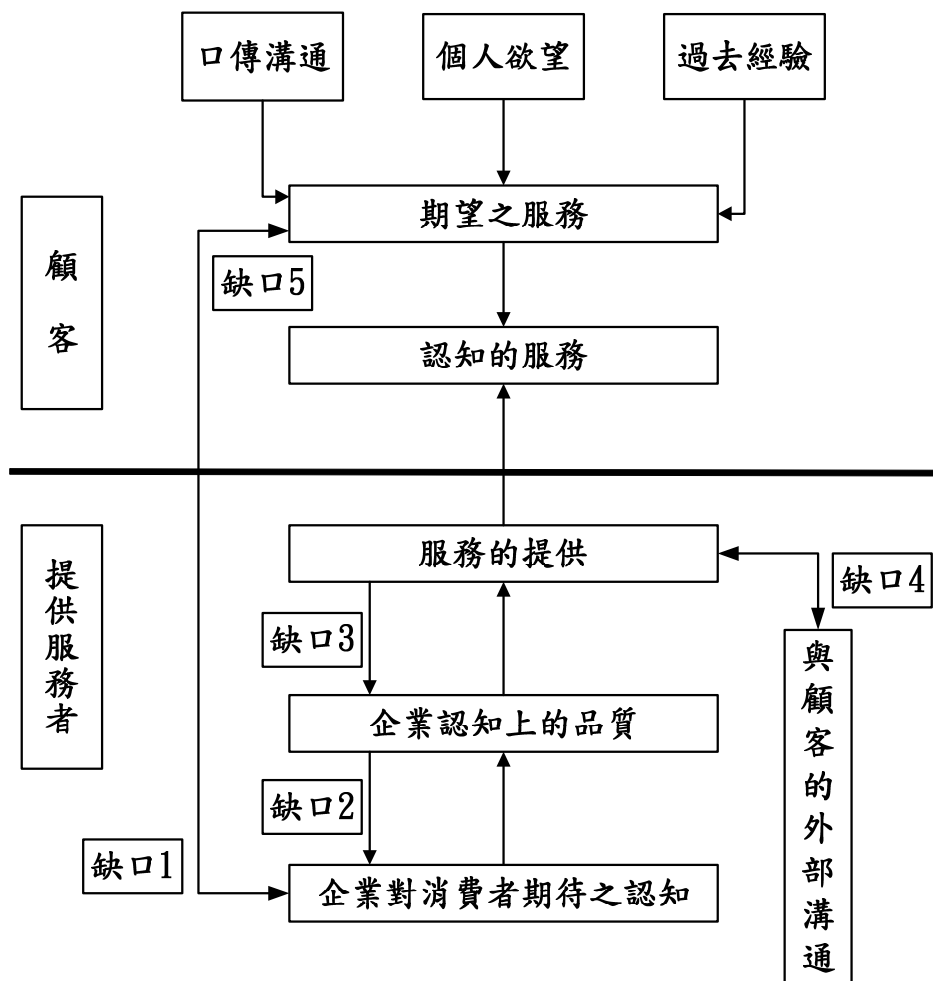 口傳溝通
個人欲望
過去經驗
期望之服務
顧客
缺口5
認知的服務
提供服務者
服務的提供
缺口4
缺口3
與顧客的外部溝通
企業認知上的品質
缺口2
缺口1
企業對消費者期待之認知